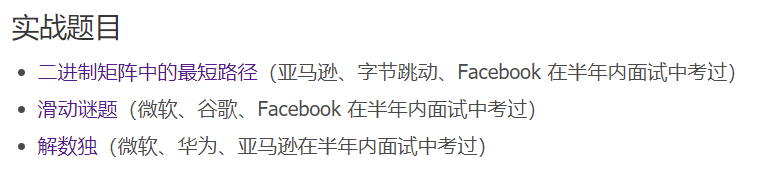 实战题目
二进制矩阵中的最短路径（亚马逊、字节跳动、Facebook 在半年内面试中考过）
滑动谜题（微软、谷歌、Facebook 在半年内面试中考过）
解数独（微软、华为、亚马逊在半年内面试中考过）